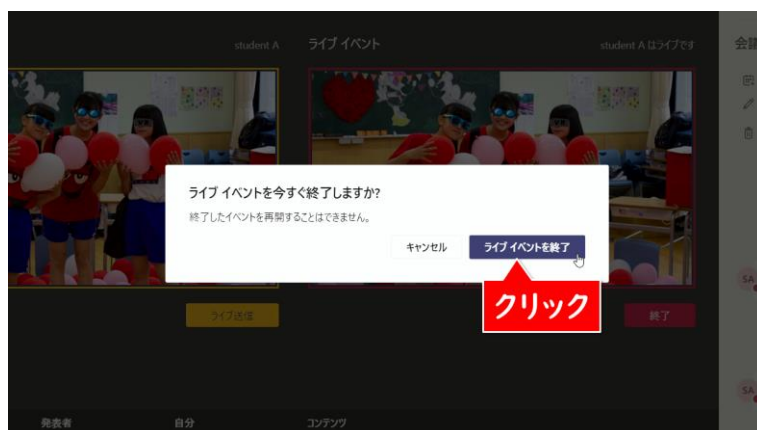 student A
ライブ イベント
student A はライブです
会議
ライブ イベントを今すぐ終了しますか?
終了したイベントを再開することはできません。
キャンセル
ライブ イベントを終了
クリック
ライブ送信
終了
SA
SA
発表者
自分
コンテンツ